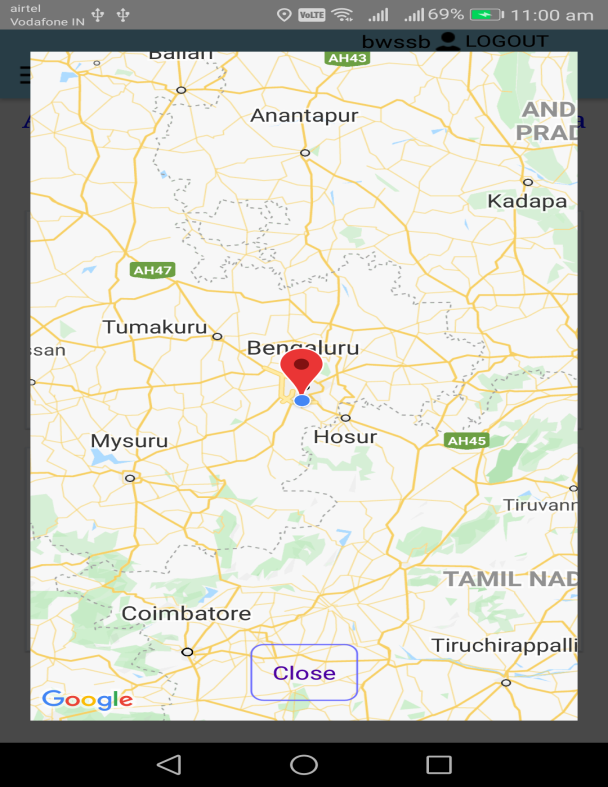 airtel
Vodafone IN
VoLTE
69%
11:00 am
bwssb LOGOUT
AH43
Anantapur
AND
PRAD
Kadapa
AH47
Tumakuru
Bengaluru
ssan
Hosur
AH45
Mysuru
Tiruvann
TAMIL NAD
Coimbatore
Tiruchirappalli
Close
Google